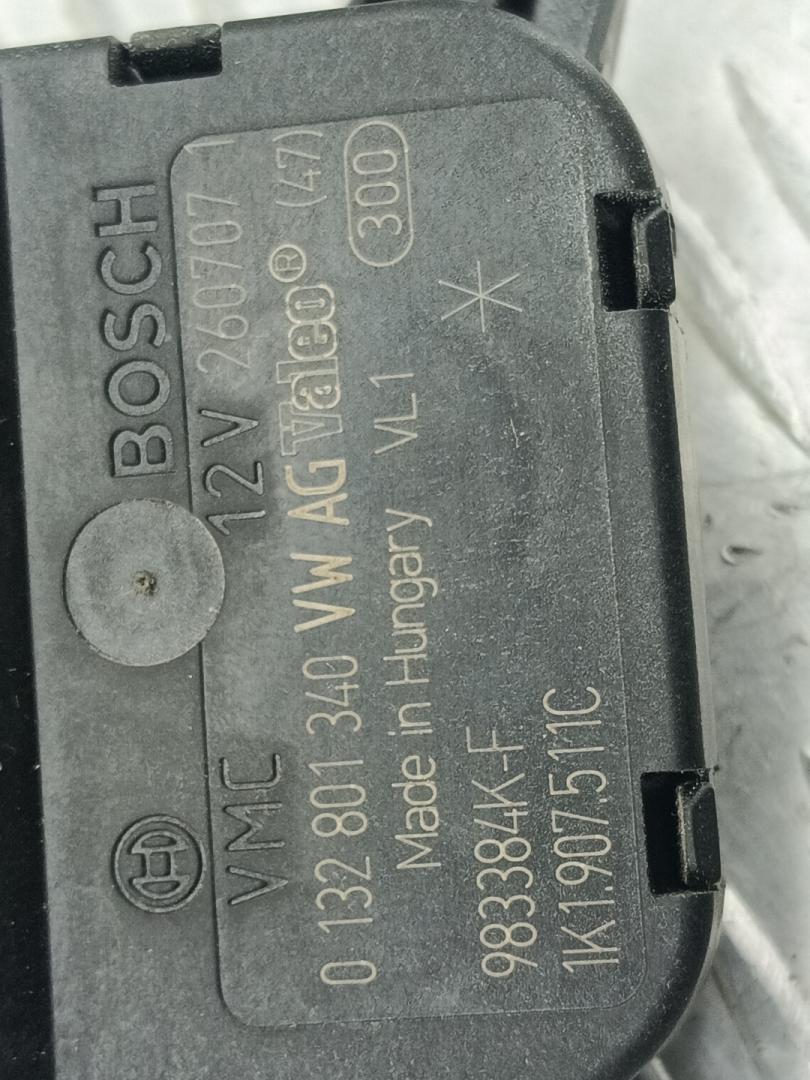 BOSCH
VMC 12V 260707 1
0 132 801 340 VW AG Valeo® (47)
Made in Hungary VL1 300
983384K-F
1K1.907.511C